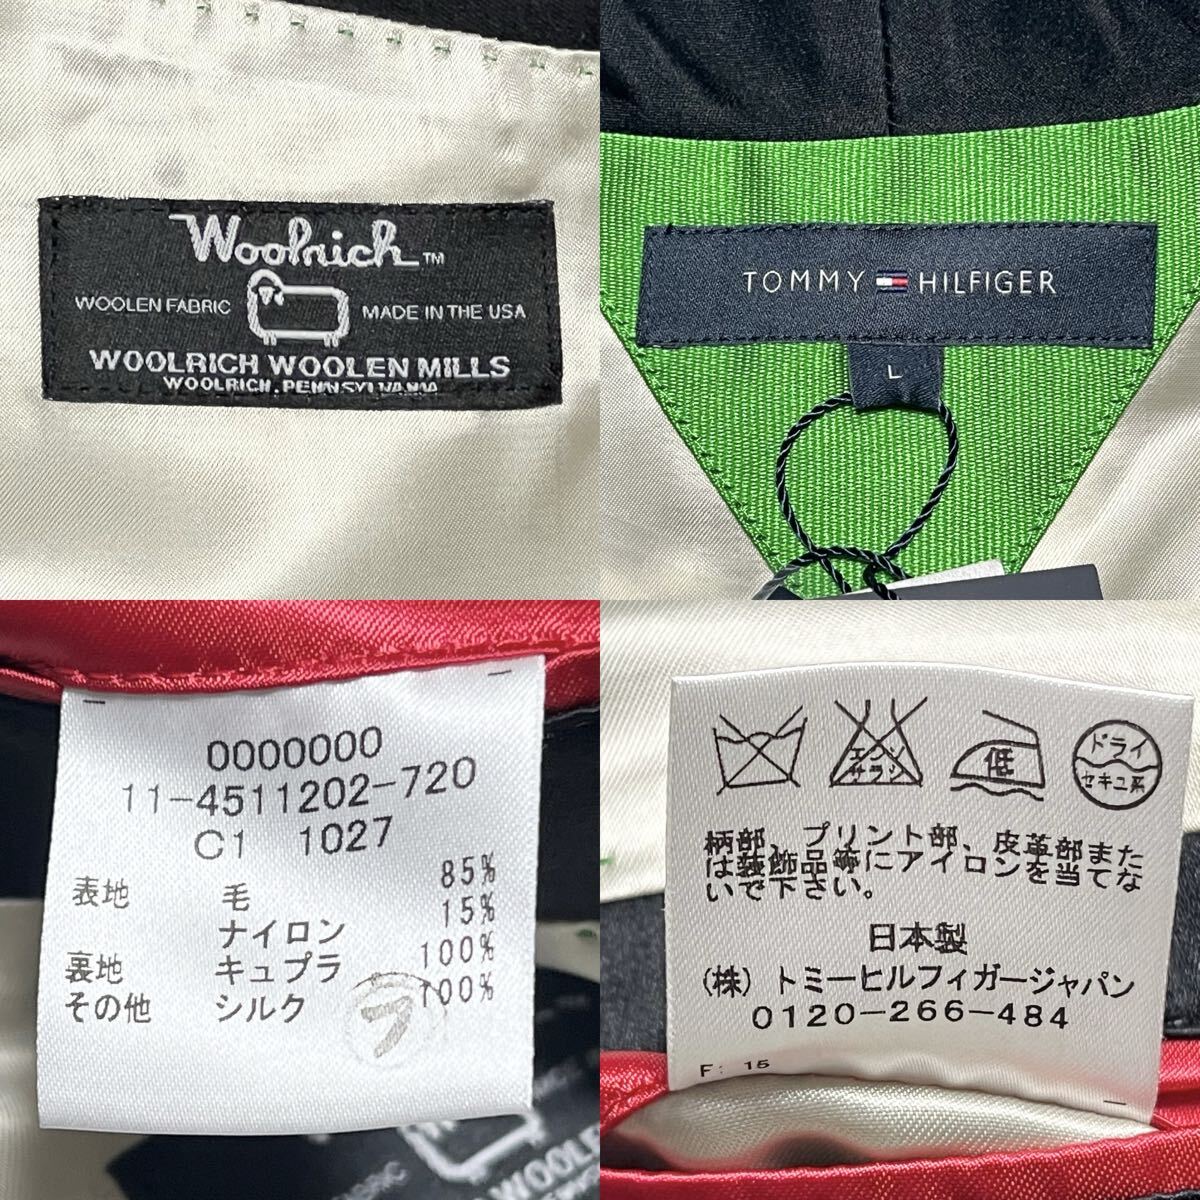 Woolrich™
WOOLEN FABRIC MADE IN THE USA
WOOLRICH WOOLEN MILLS
WOOLRICH, PENNSYLVANIA
TOMMY HILFIGER
L
0000000
11-4511202-720
C1 1027
表地 毛 85%
ナイロン 15%
裏地 キュプラ 100%
その他 シルク 100%
ラ
エンソ
サラシ
低
ドライ
セキユ系
柄部、プリント部、皮革部また
は装飾品等にアイロンを当てな
いで下さい。
日本製
(株)トミーヒルフィガージャパン
0120-266-484
F: 15
FABRIC
WOOL